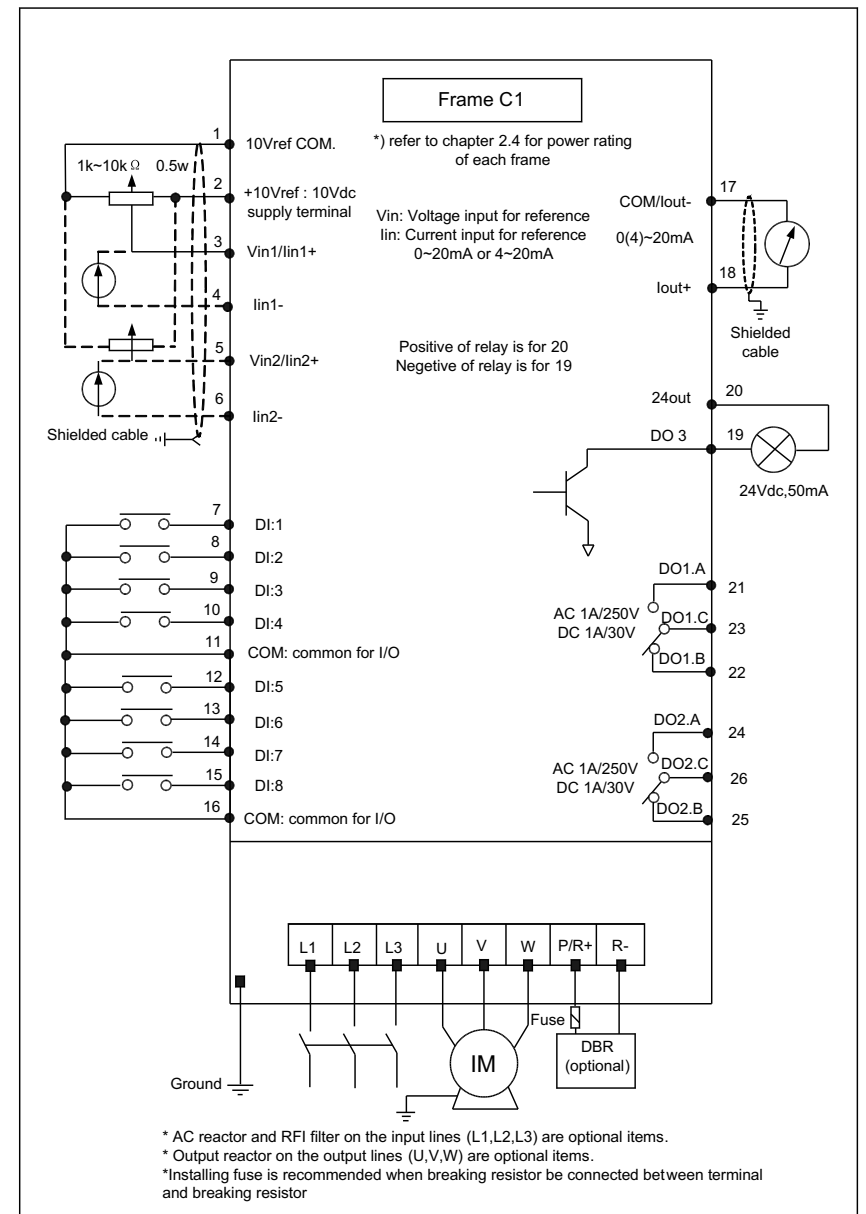 Frame C1
*) refer to chapter 2.4 for power rating
of each frame
1
10Vref COM.
1k~10kΩ 0.5w
2
+10Vref : 10Vdc
supply terminal
3
Vin1/Iin1+
4
Iin1-
5
Vin2/Iin2+
6
Iin2-
Shielded cable
Vin: Voltage input for reference
Iin: Current input for reference
0~20mA or 4~20mA
Positive of relay is for 20
Negetive of relay is for 19
17
COM/Iout-
0(4)~20mA
18
Iout+
Shielded
cable
20
24out
19
DO 3
24Vdc,50mA
7
DI:1
8
DI:2
9
DI:3
10
DI:4
11
COM: common for I/O
12
DI:5
13
DI:6
14
DI:7
15
DI:8
16
COM: common for I/O
DO1.A
21
AC 1A/250V
DC 1A/30V
DO1.C
23
DO1.B
22
DO2.A
24
AC 1A/250V
DC 1A/30V
DO2.C
26
DO2.B
25
L1 L2 L3 U V W P/R+ R-
Fuse
DBR
(optional)
IM
Ground
* AC reactor and RFI filter on the input lines (L1,L2,L3) are optional items.
* Output reactor on the output lines (U,V,W) are optional items.
*Installing fuse is recommended when breaking resistor be connected between terminal
and breaking resistor